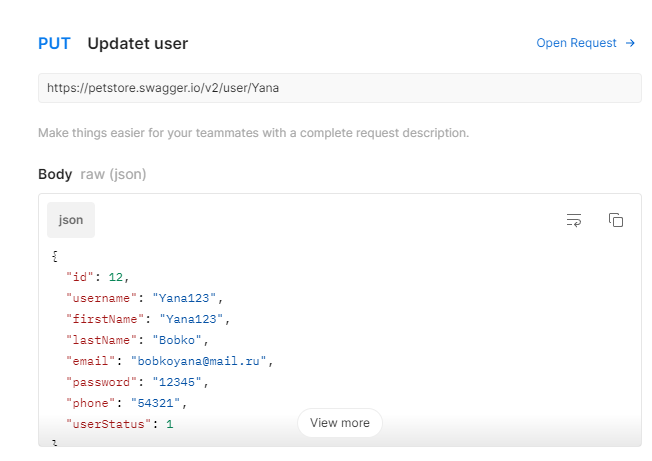 PUT Updatet user Open Request →
https://petstore.swagger.io/v2/user/Yana
Make things easier for your teammates with a complete request description.
Body raw (json)
json
{
"id": 12,
"username": "Yana123",
"firstName": "Yana123",
"lastName": "Bobko",
"email": "bobkoyana@mail.ru",
"password": "12345",
"phone": "54321",
"userStatus": 1
}
View more